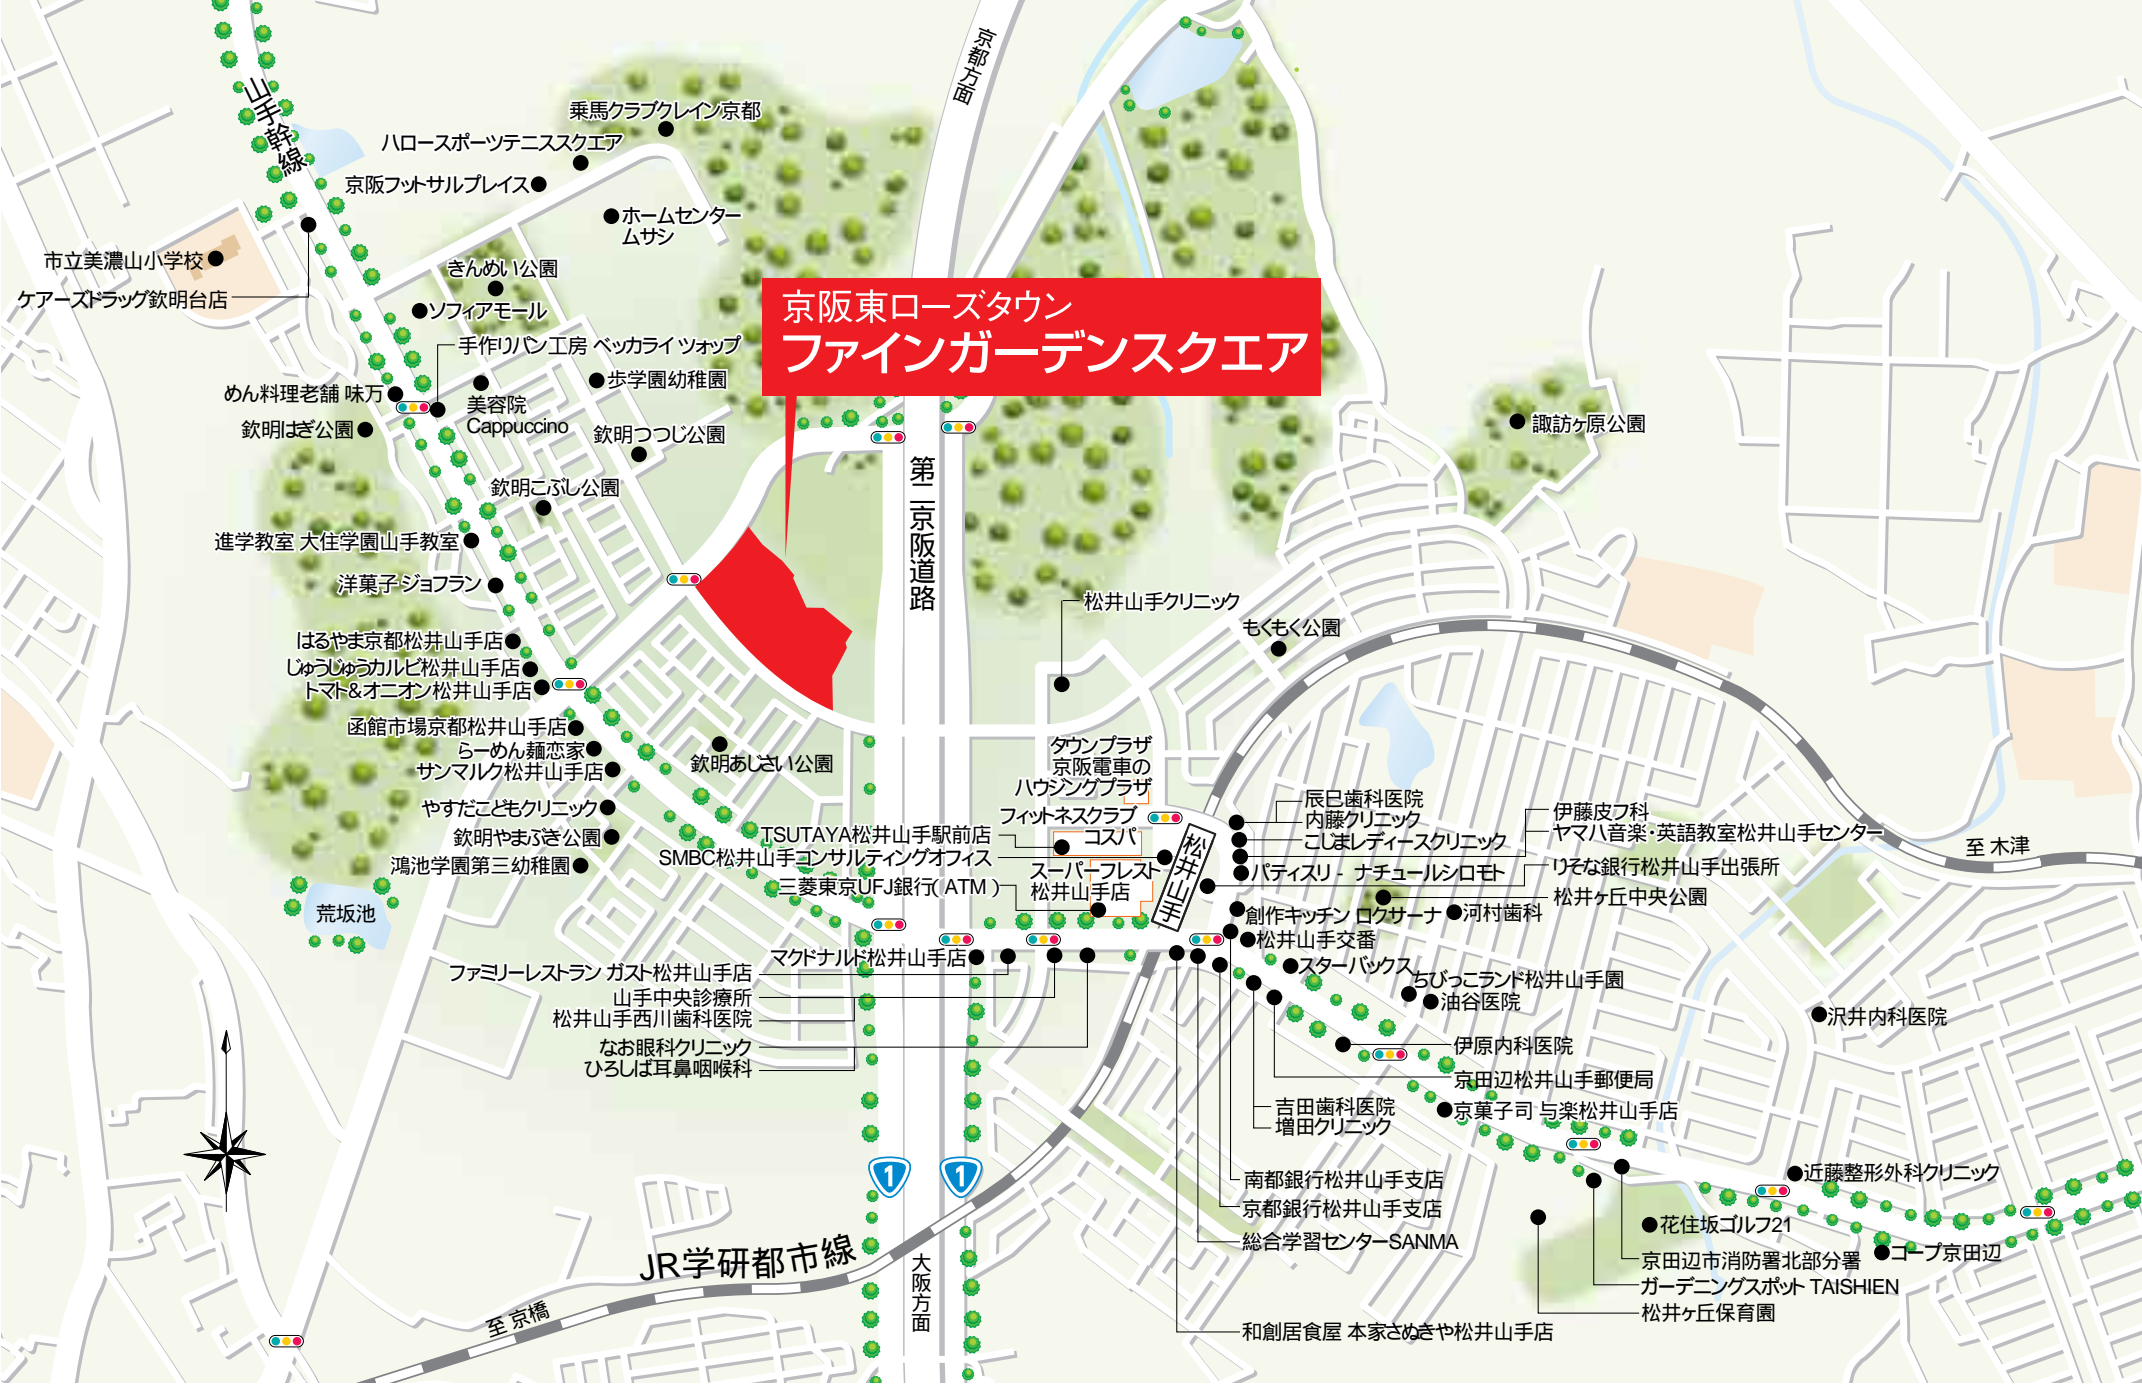 京都方面
山手幹線
乗馬クラブクレイン京都
ハロースポーツテニススクエア
京阪フットサルプレイス
ホームセンター
ムサシ
市立美濃山小学校
ケアーズドラッグ欽明台店
きんめい公園
ソフィアモール
手作りパン工房 ベッカライ ツォップ
京阪東ローズタウン
ファインガーデンスクエア
めん料理老舗 味万
美容院
Cappuccino
歩学園幼稚園
欽明はぎ公園
欽明つつじ公園
諏訪ヶ原公園
欽明こぶし公園
第二京阪道路
進学教室 大住学園山手教室
洋菓子 ジョフラン
松井山手クリニック
もくもく公園
はるやま京都松井山手店
じゅうじゅうカルビ松井山手店
トマト&オニオン松井山手店
函館市場京都松井山手店
らーめん麺恋家
サンマルク松井山手店
欽明あじさい公園
やすだこどもクリニック
欽明やまぶき公園
鴻池学園第三幼稚園
荒坂池
タウンプラザ
京阪電車の
ハウジングプラザ
フィットネスクラブ
コスパ
TSUTAYA松井山手駅前店
SMBC松井山手コンサルティングオフィス
三菱東京UFJ銀行( ATM )
スーパーフレスト
松井山手店
松井山手
辰巳歯科医院
内藤クリニック
こじまレディースクリニック
パティスリ - ナチュールシロモト
伊藤皮フ科
ヤマハ音楽・英語教室松井山手センター
りそな銀行松井山手出張所
松井ヶ丘中央公園
至 木津
創作キッチン ロクサーナ
河村歯科
松井山手交番
スターバックス
ちびっこランド松井山手園
油谷医院
マクドナルド松井山手店
ファミリーレストラン ガスト松井山手店
山手中央診療所
松井山手西川歯科医院
なお眼科クリニック
ひろしば耳鼻咽喉科
沢井内科医院
伊原内科医院
京田辺松井山手郵便局
京菓子司 与楽松井山手店
吉田歯科医院
増田クリニック
南都銀行松井山手支店
京都銀行松井山手支店
総合学習センターSANMA
和創居食屋 本家さぬきや松井山手店
近藤整形外科クリニック
花住坂ゴルフ21
京田辺市消防署北部分署
コープ京田辺
ガーデニングスポット TAISHIEN
松井ヶ丘保育園
1
1
JR学研都市線
至 京橋
大阪方面